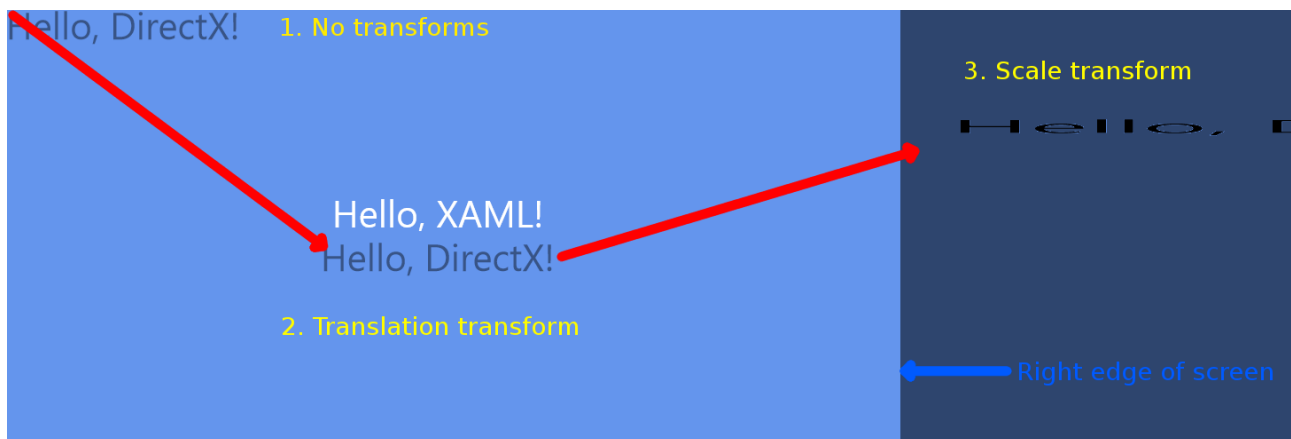 Hello, DirectX!
1. No transforms
3. Scale transform
Hello, D
Hello, XAML!
Hello, DirectX!
2. Translation transform
Right edge of screen